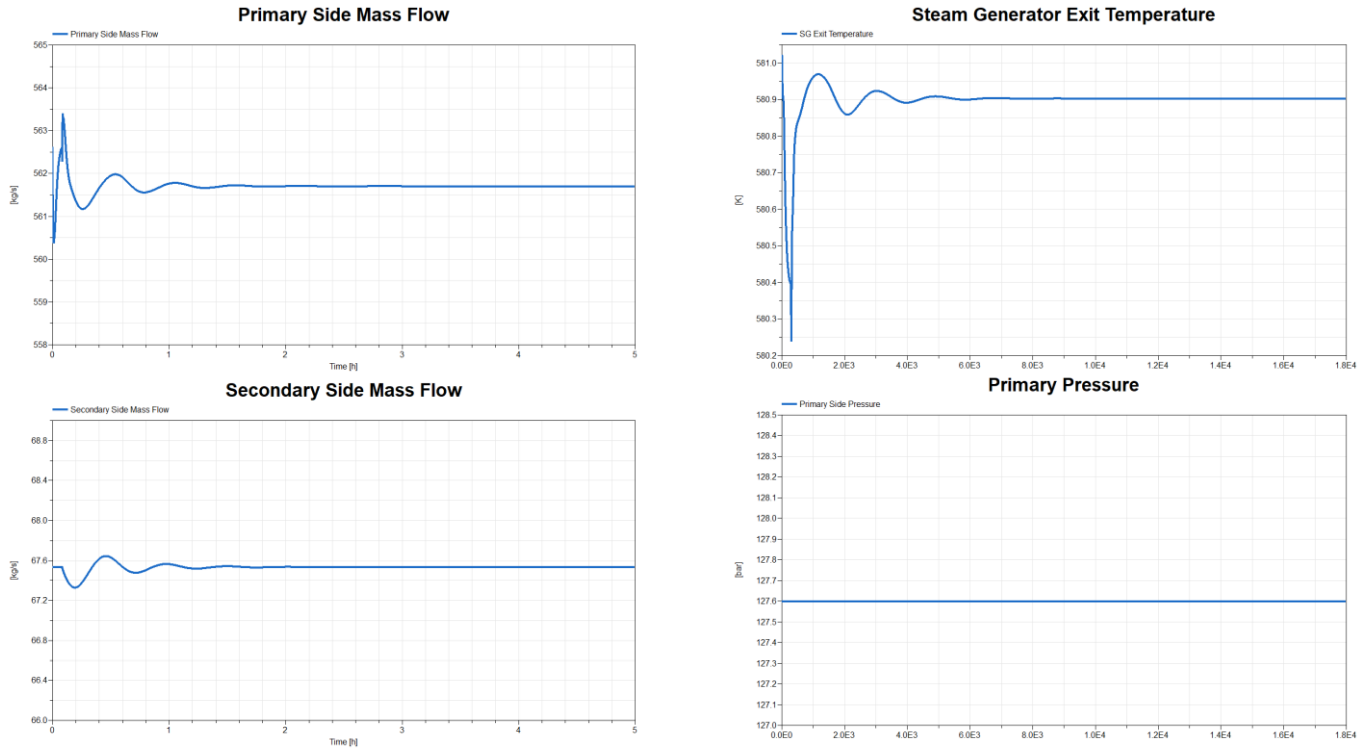 Primary Side Mass Flow
Primary Side Mass Flow
565
564
563
562
561
560
559
558
[kg/s]
0 1 2 3 4 5
Time [h]
Steam Generator Exit Temperature
SG Exit Temperature
581.0
580.9
580.8
580.7
580.6
580.5
580.4
580.3
580.2
[K]
0.0E0 2.0E3 4.0E3 6.0E3 8.0E3 1.0E4 1.2E4 1.4E4 1.6E4 1.8E4
Secondary Side Mass Flow
Secondary Side Mass Flow
68.8
68.4
68.0
67.6
67.2
66.8
66.4
66.0
[kg/s]
0 1 2 3 4 5
Time [h]
Primary Pressure
Primary Side Pressure
128.5
128.4
128.3
128.2
128.1
128.0
127.9
127.8
127.7
127.6
127.5
127.4
127.3
127.2
127.1
127.0
[bar]
0.0E0 2.0E3 4.0E3 6.0E3 8.0E3 1.0E4 1.2E4 1.4E4 1.6E4 1.8E4